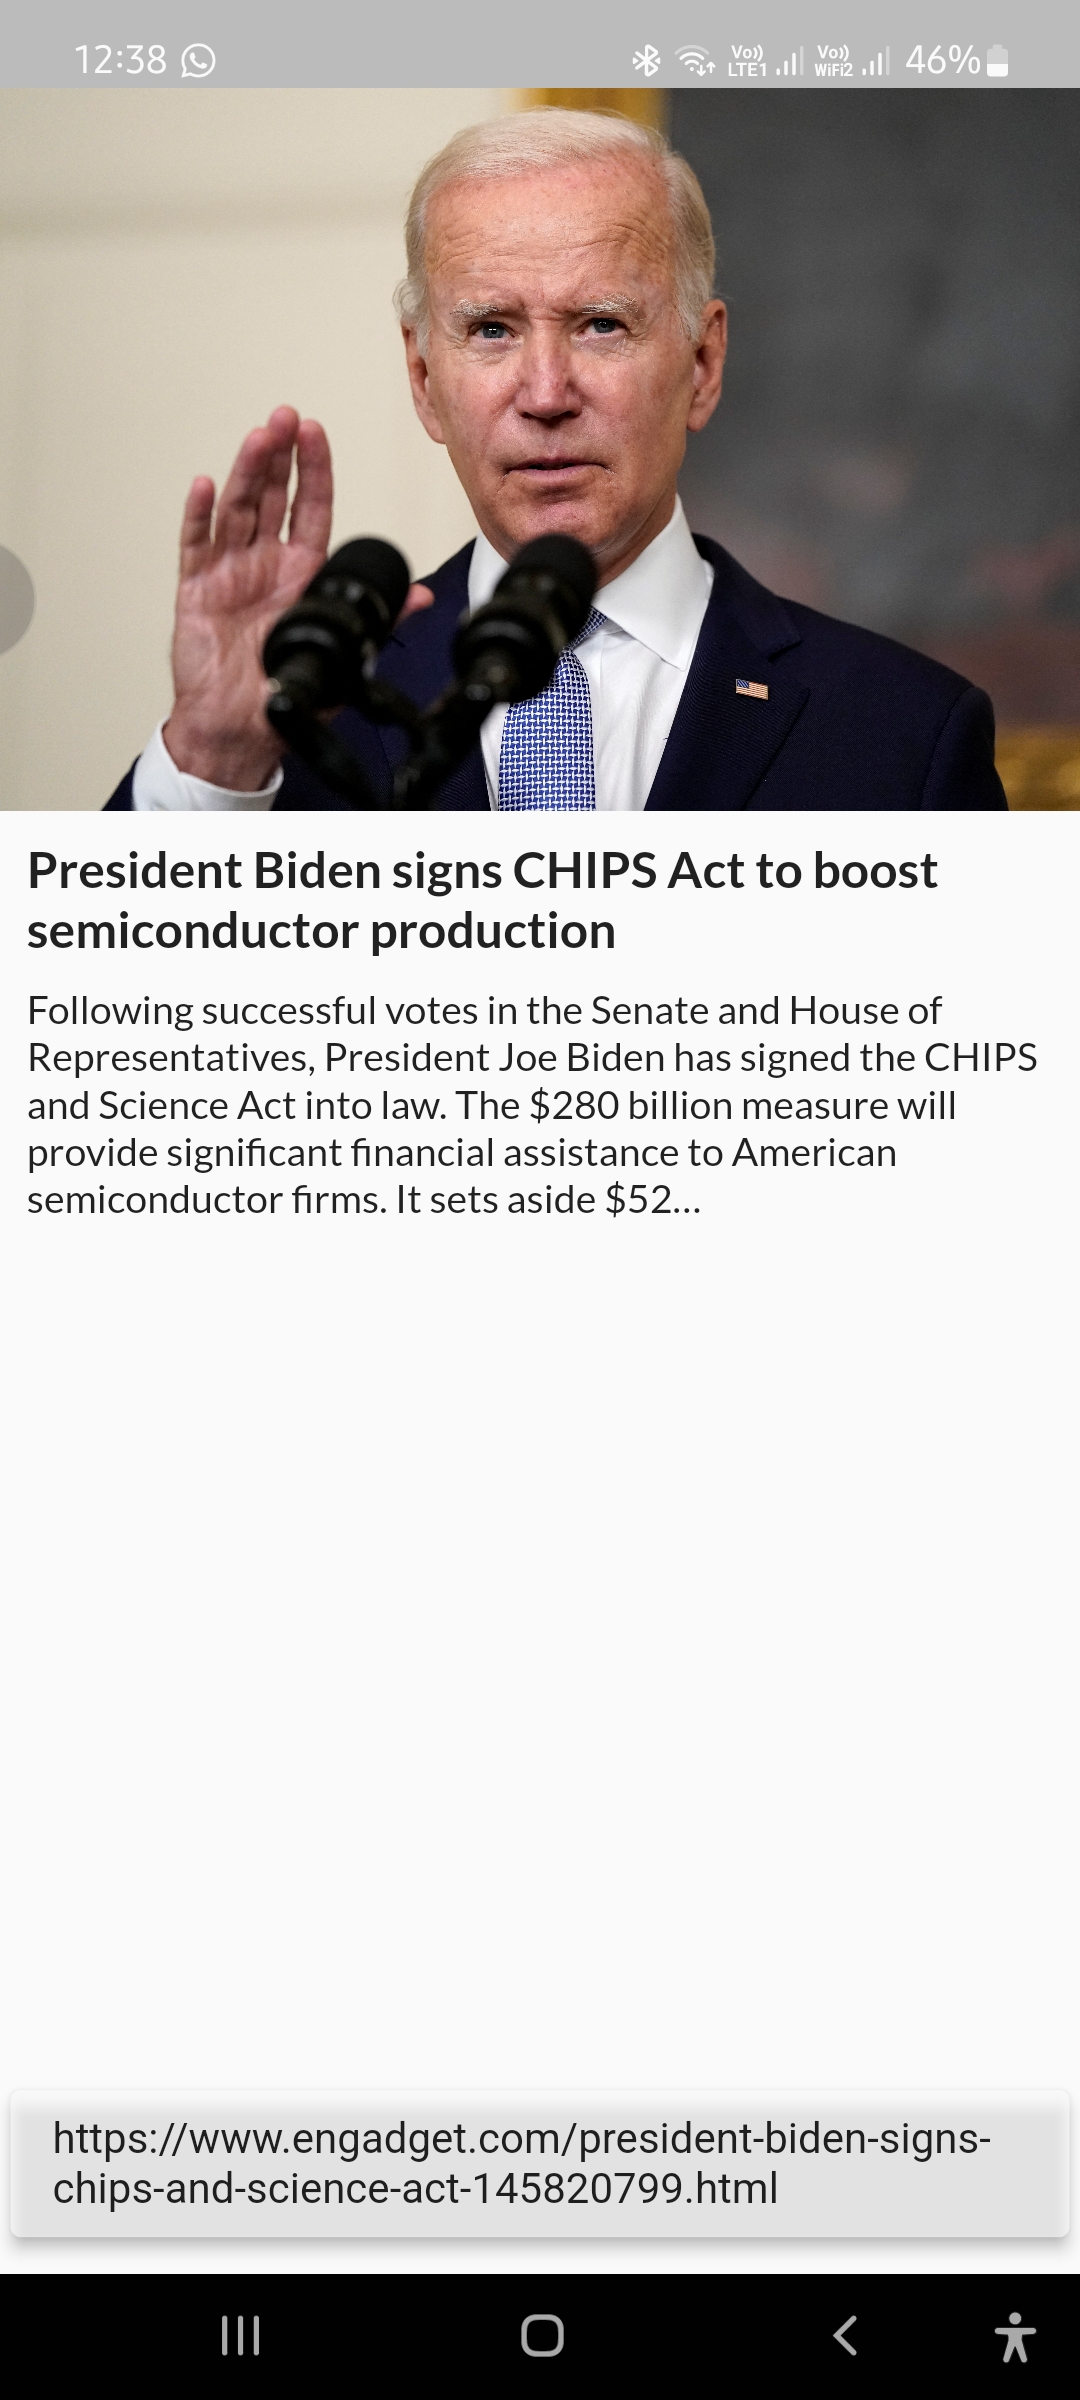 12:38
Vo)) LTE1 Vo)) WiFi2 46%
President Biden signs CHIPS Act to boost
semiconductor production
Following successful votes in the Senate and House of
Representatives, President Joe Biden has signed the CHIPS
and Science Act into law. The $280 billion measure will
provide significant financial assistance to American
semiconductor firms. It sets aside $52...
https://www.engadget.com/president-biden-signs-
chips-and-science-act-145820799.html